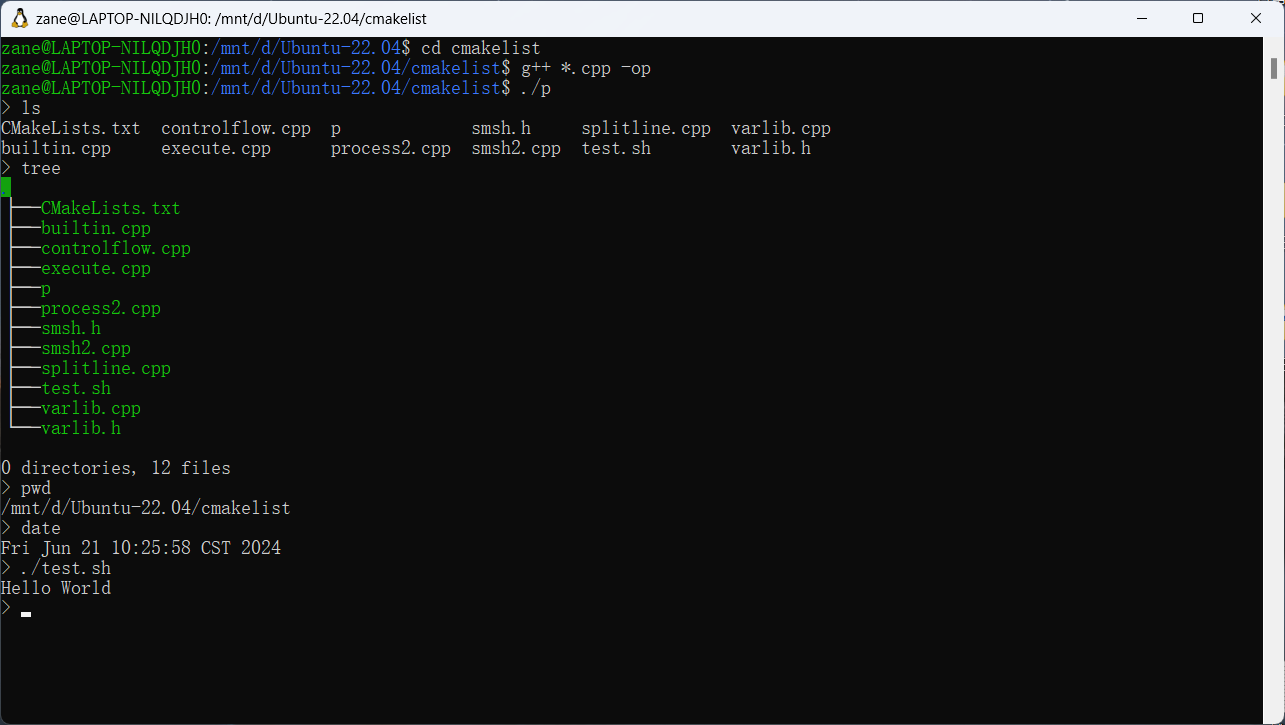 zane@LAPTOP-NILQDJH0: /mnt/d/Ubuntu-22.04/cmakelist
zane@LAPTOP-NILQDJH0:/mnt/d/Ubuntu-22.04$ cd cmakelist
zane@LAPTOP-NILQDJH0:/mnt/d/Ubuntu-22.04/cmakelist$ g++ *.cpp -op
zane@LAPTOP-NILQDJH0:/mnt/d/Ubuntu-22.04/cmakelist$ ./p
> ls
CMakeLists.txt  controlflow.cpp  p             smsh.h     splitline.cpp  varlib.cpp
builtin.cpp     execute.cpp      process2.cpp  smsh2.cpp  test.sh        varlib.h
> tree
.
├──CMakeLists.txt
├──builtin.cpp
├──controlflow.cpp
├──execute.cpp
├──p
├──process2.cpp
├──smsh.h
├──smsh2.cpp
├──splitline.cpp
├──test.sh
├──varlib.cpp
└──varlib.h
0 directories, 12 files
> pwd
/mnt/d/Ubuntu-22.04/cmakelist
> date
Fri Jun 21 10:25:58 CST 2024
> ./test.sh
Hello World
>